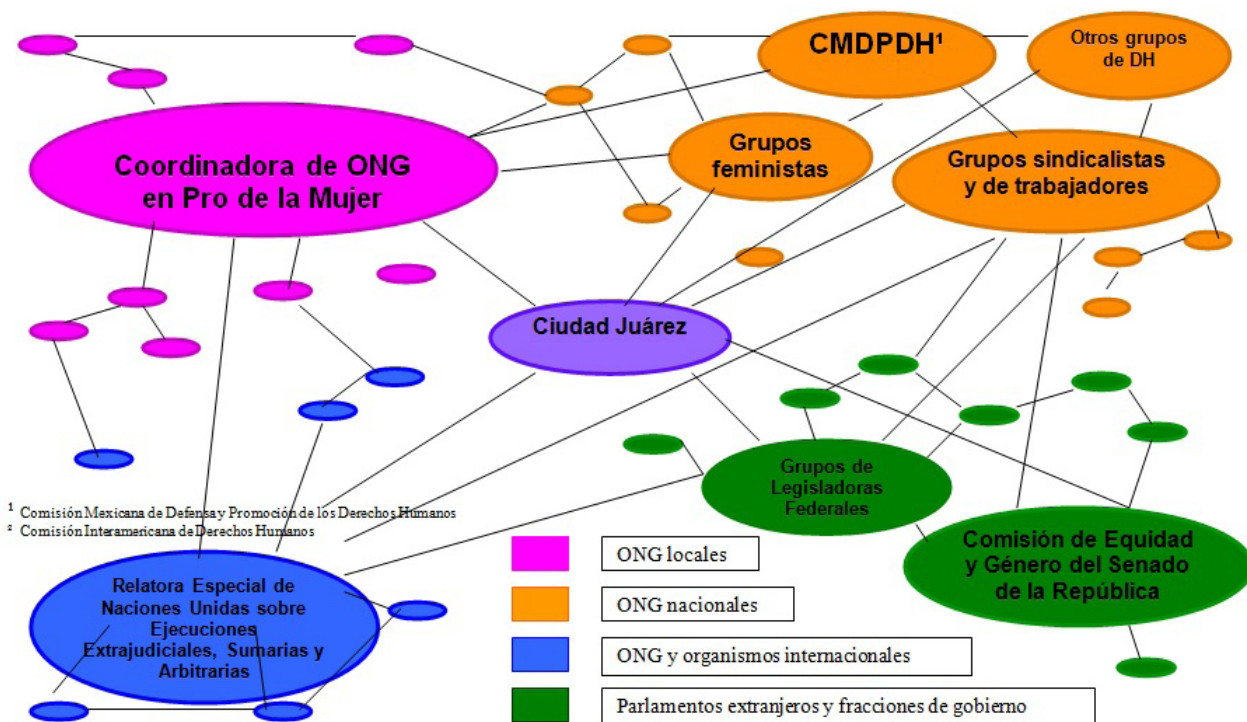 CMDPDH¹
Otros grupos
de DH
Coordinadora de ONG
en Pro de la Mujer
Grupos
feministas
Grupos sindicalistas
y de trabajadores
Ciudad Juárez
Grupos de
Legisladoras
Federales
¹ Comisión Mexicana de Defensa y Promoción de los Derechos Humanos
² Comisión Interamericana de Derechos Humanos
Comisión de Equidad
y Género del Senado
de la República
Relatora Especial de
Naciones Unidas sobre
Ejecuciones
Extrajudiciales, Sumarias y
Arbitrarias
ONG locales
ONG nacionales
ONG y organismos internacionales
Parlamentos extranjeros y fracciones de gobierno